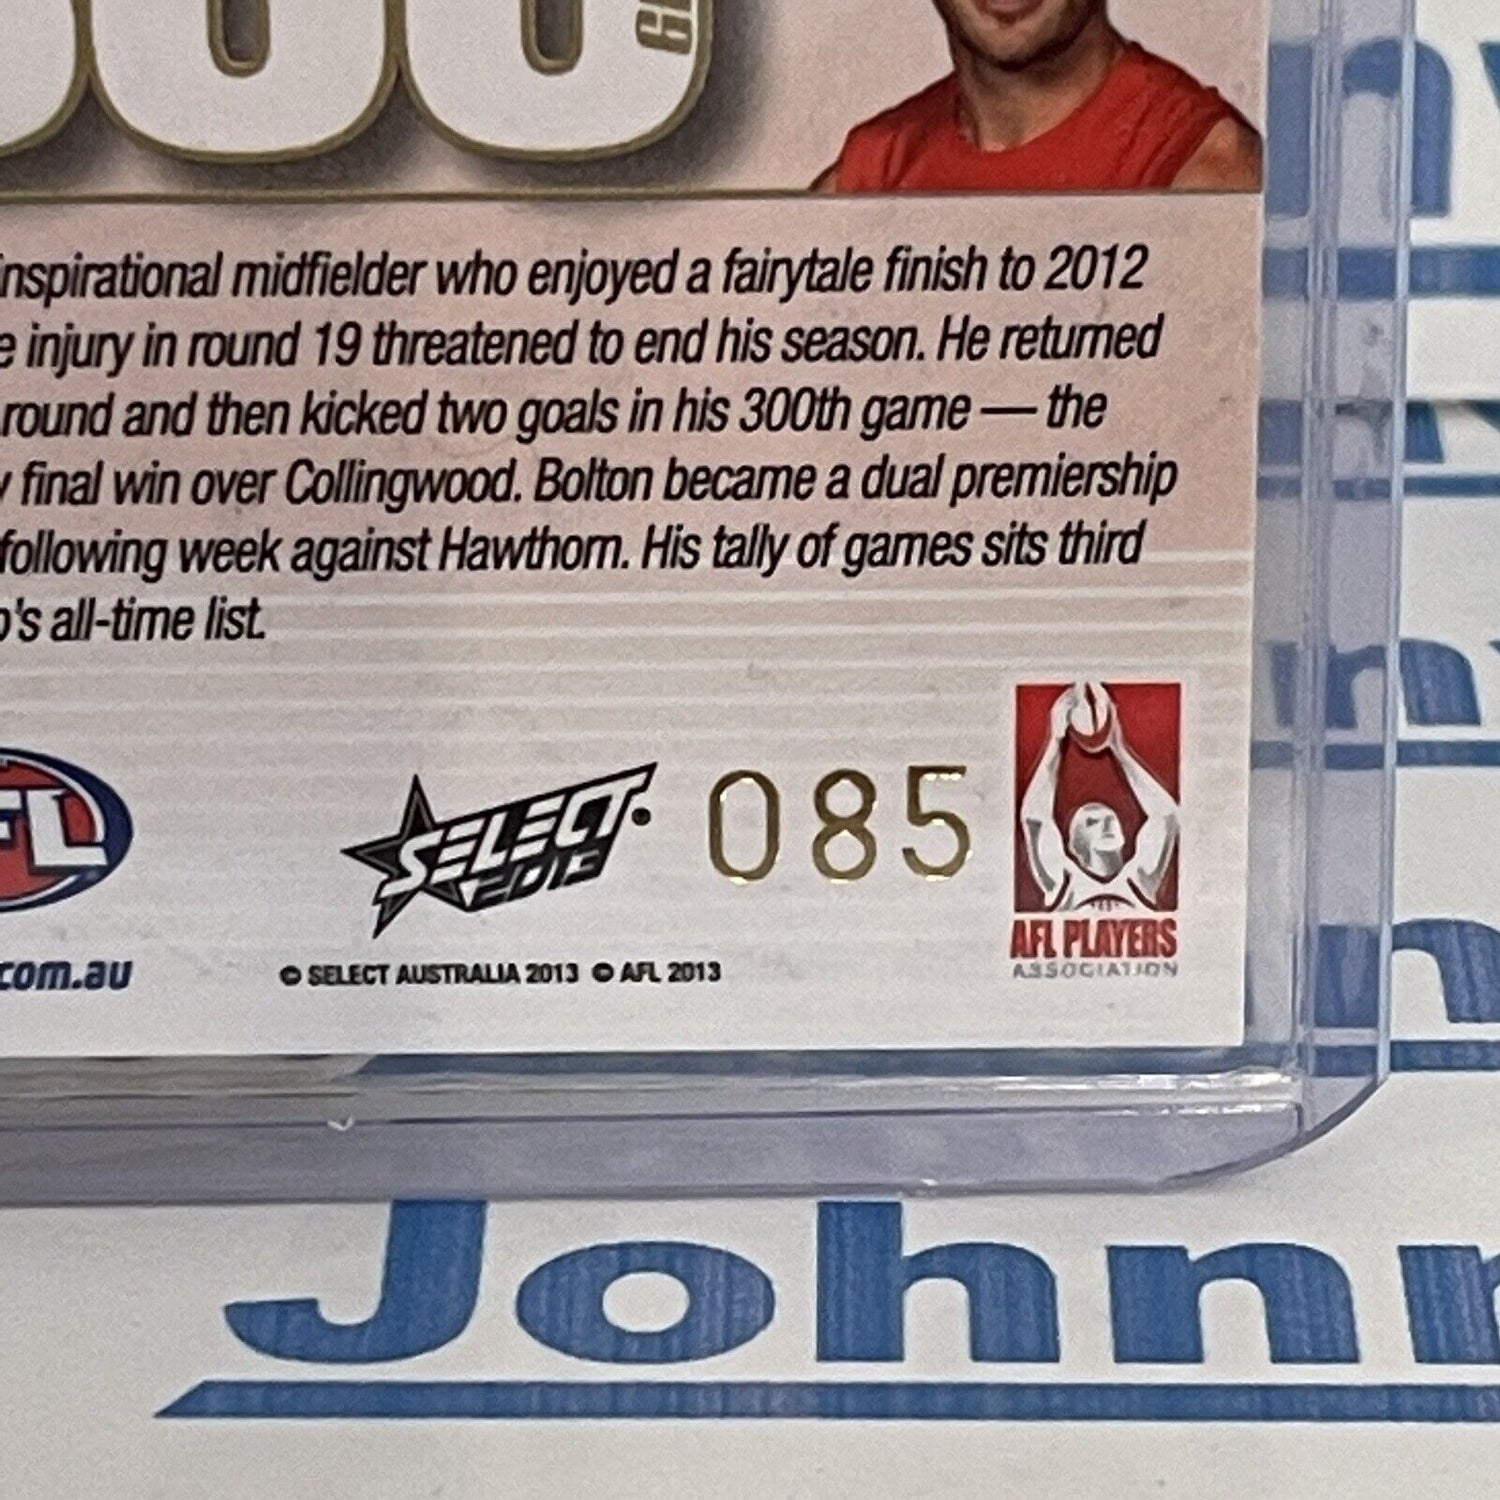 inspirational midfielder who enjoyed a fairytale finish to 2012
e injury in round 19 threatened to end his season. He returned
round and then kicked two goals in his 300th game — the
y final win over Collingwood. Bolton became a dual premiership
following week against Hawthorn. His tally of games sits third
's all-time list.
AFL
SELECT
2013
085
AFL PLAYERS
ASSOCIATION
com.au
© SELECT AUSTRALIA 2013 © AFL 2013
Johnn